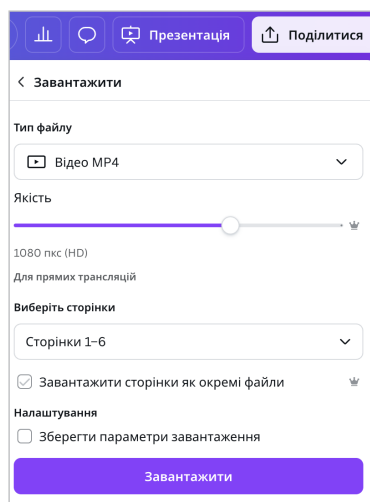 Презентація
Поділитися
Завантажити
Тип файлу
Відео MP4
Якість
1080 пкс (HD)
Для прямих трансляцій
Виберіть сторінки
Сторінки 1–6
Завантажити сторінки як окремі файли
Налаштування
Зберегти параметри завантаження
Завантажити